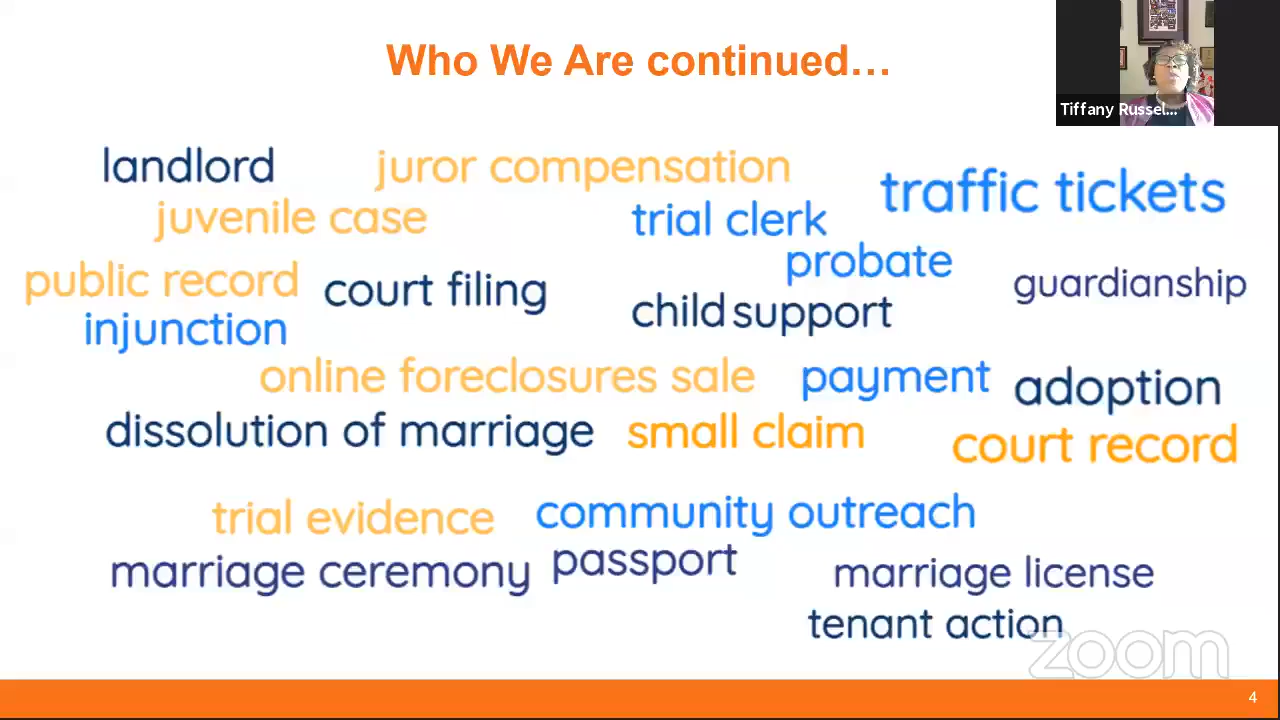 Who We Are continued…
Tiffany Russel...
landlord
juror compensation
traffic tickets
juvenile case
trial clerk
probate
public record
court filing
child support
guardianship
injunction
online foreclosures sale
payment
adoption
dissolution of marriage
small claim
court record
trial evidence
community outreach
marriage ceremony
passport
marriage license
tenant action
zoom
4